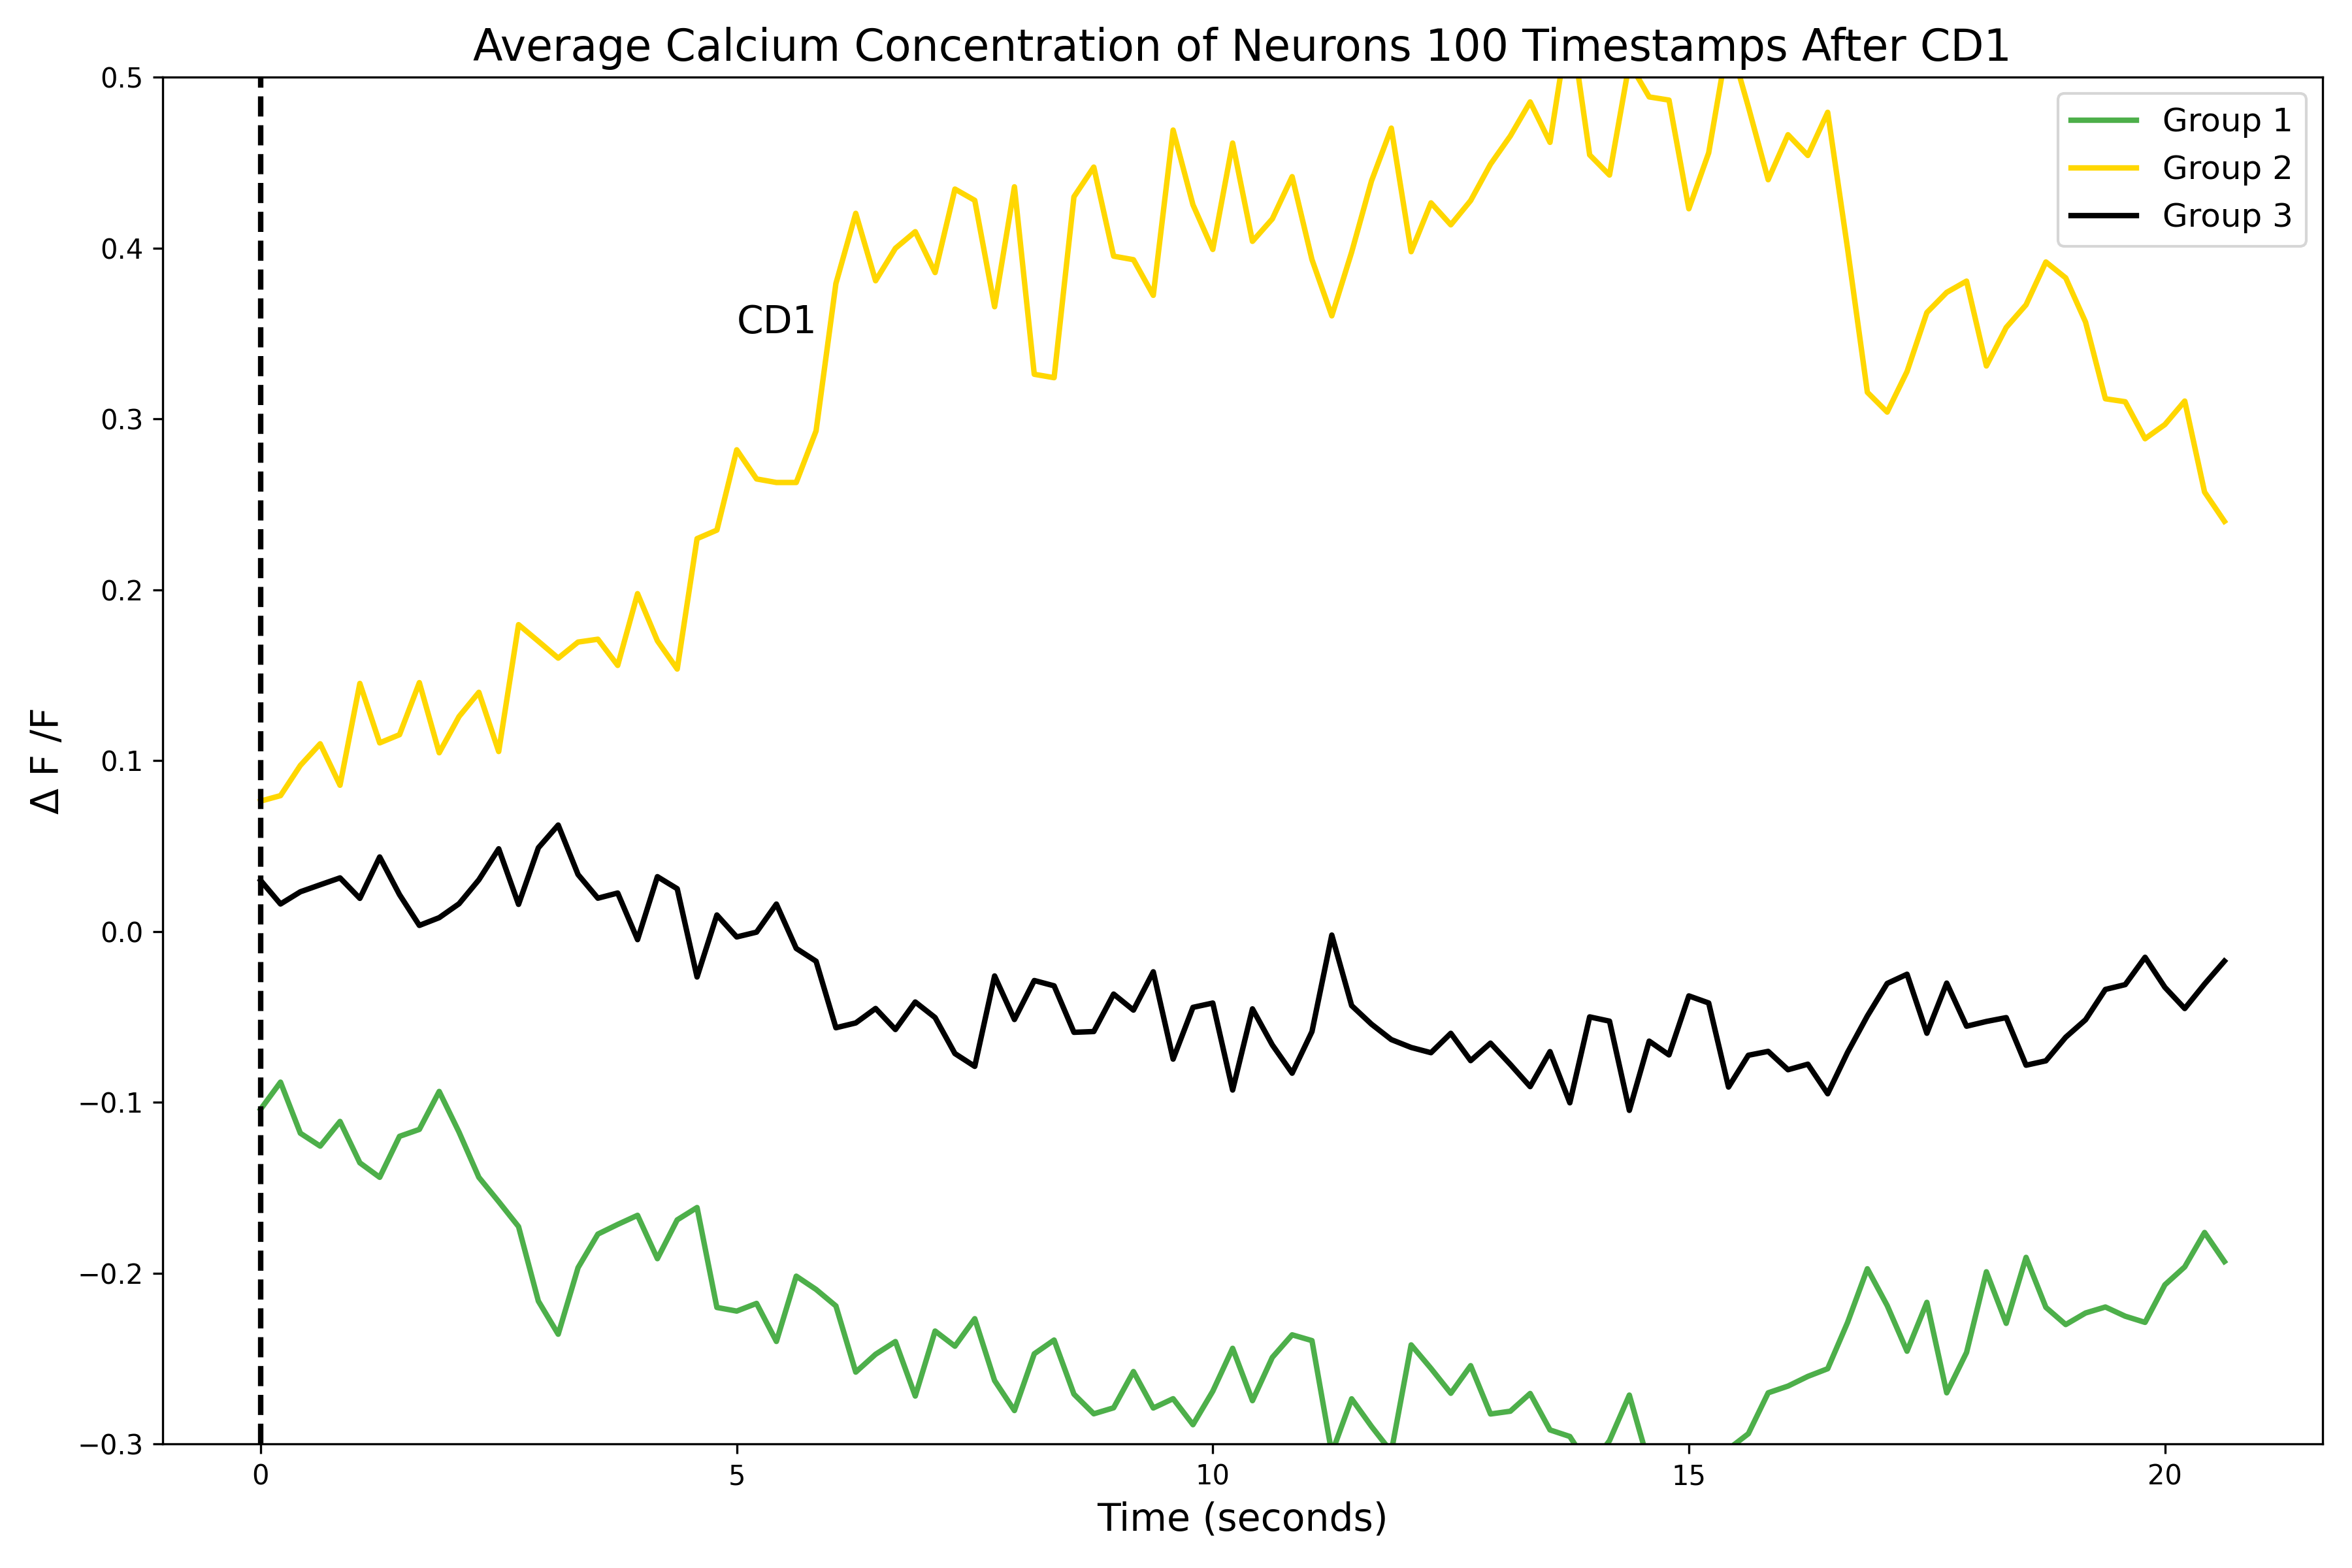 Average Calcium Concentration of Neurons 100 Timestamps After CD1
0.5
0.4
0.3
0.2
0.1
0.0
−0.1
−0.2
−0.3
Δ F /F
CD1
Group 1
Group 2
Group 3
0 5 10 15 20
Time (seconds)